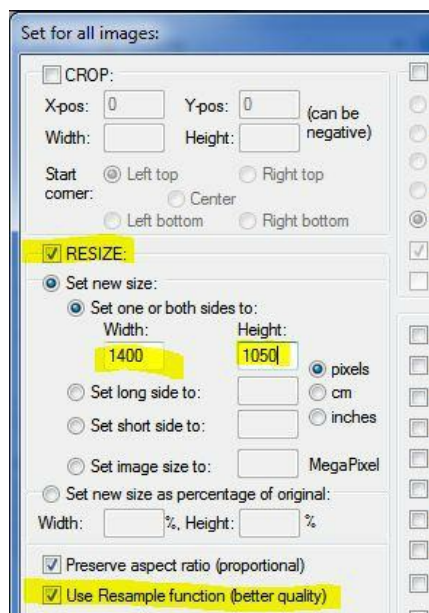 Set for all images:
CROP:
X-pos: 0 Y-pos: 0 (can be
Width: Height: negative)
Start Left top Right top
corner: Center
Left bottom Right bottom
RESIZE:
Set new size:
Set one or both sides to:
Width: Height:
1400 1050
pixels
Set long side to: cm
Set short side to: inches
Set image size to: MegaPixel
Set new size as percentage of original:
Width: %, Height: %
Preserve aspect ratio (proportional)
Use Resample function (better quality)